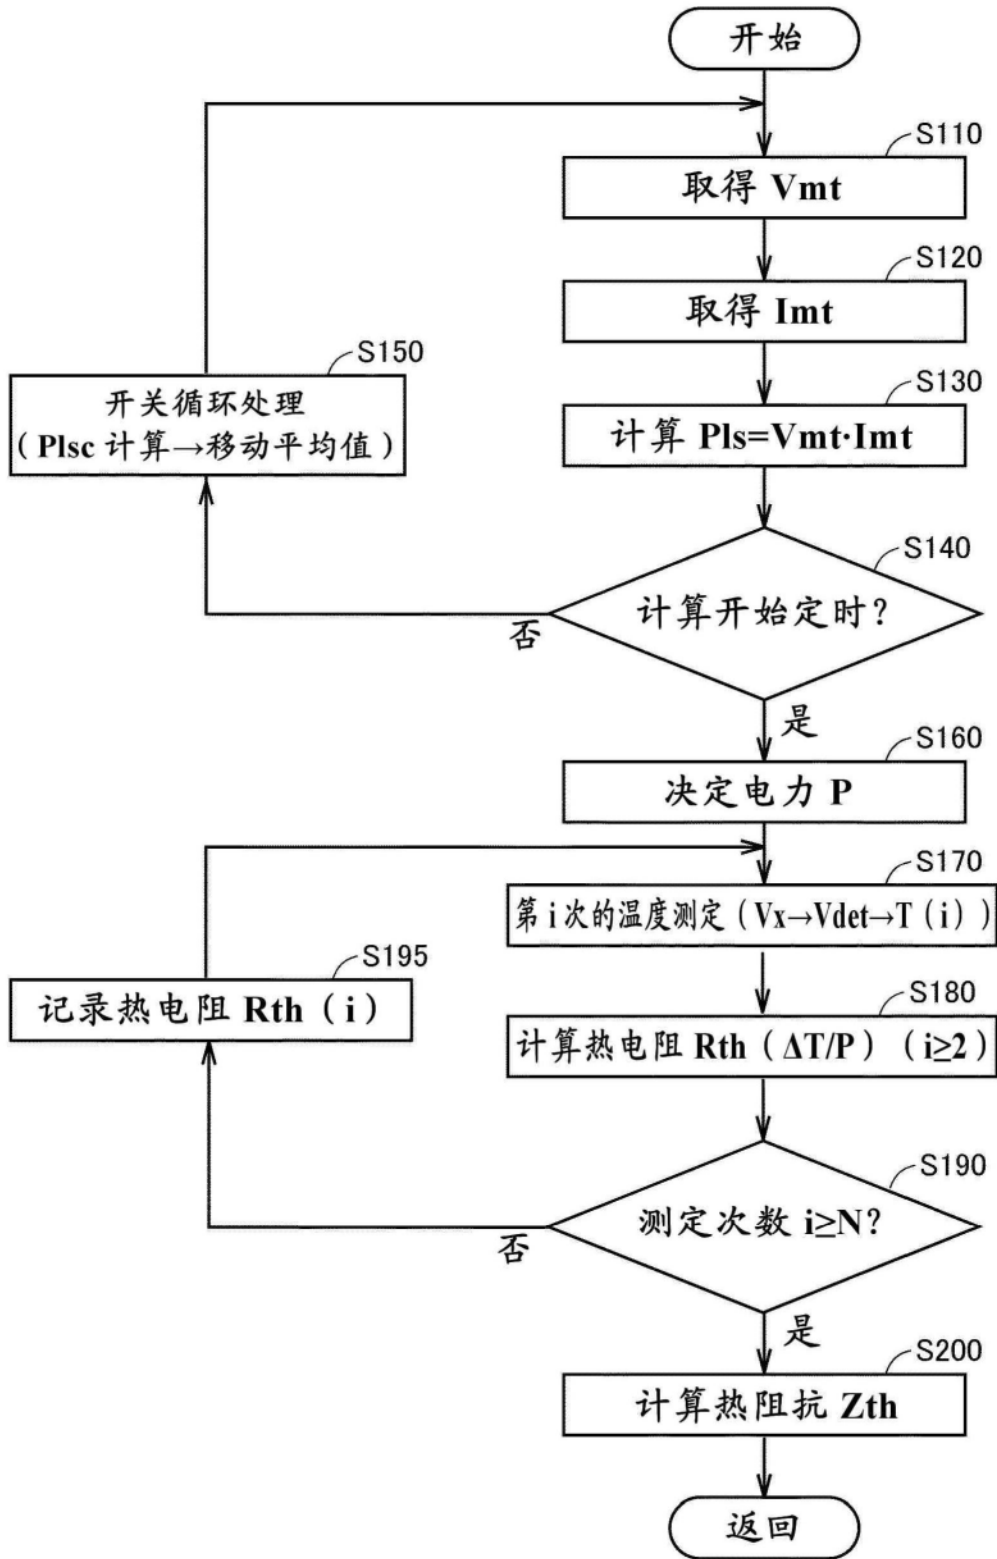 开始
S110
取得 Vmt
S120
取得 Imt
S150
开关循环处理
（Plsc 计算→移动平均值）
S130
计算 Pls=Vmt·Imt
S140
计算开始定时？
否
是
S160
决定电力 P
S170
第 i 次的温度测定（Vx→Vdet→T（i））
S195
记录热电阻 Rth（i）
S180
计算热电阻 Rth（ΔT/P）（i≥2）
S190
测定次数 i≥N？
否
是
S200
计算热阻抗 Zth
返回